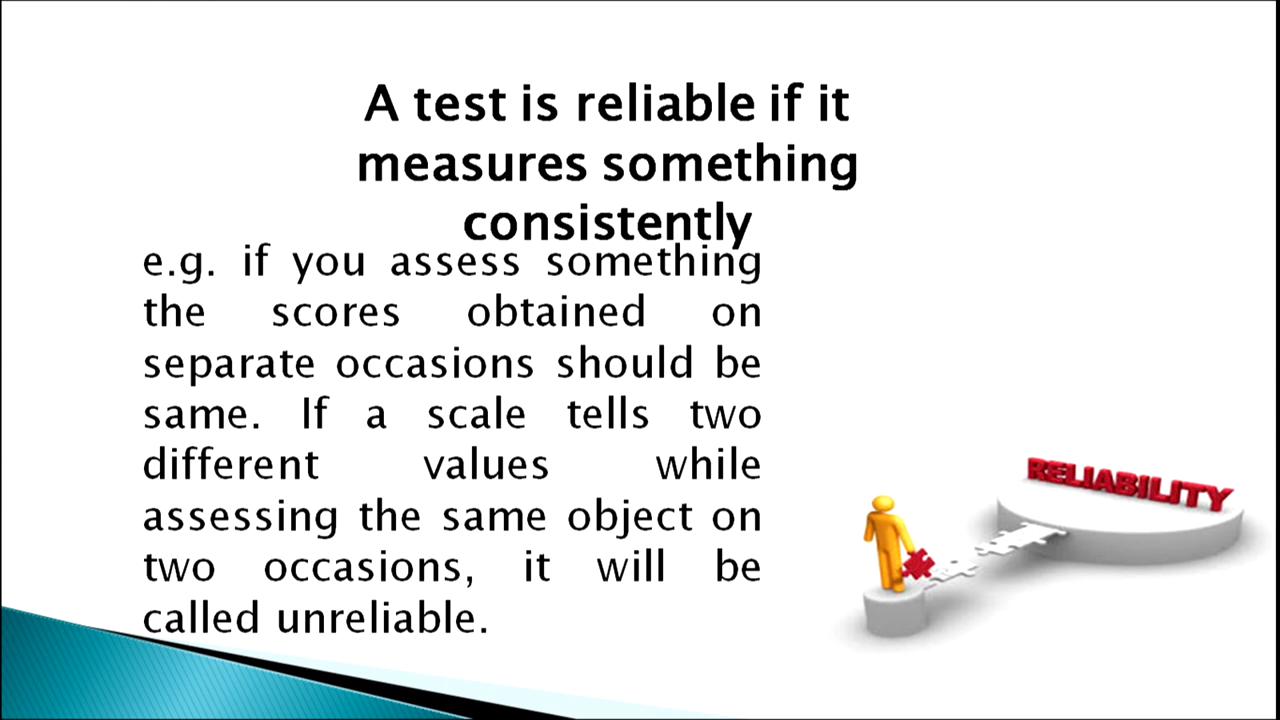 A test is reliable if it
measures something
consistently
e.g. if you assess something
the scores obtained on
separate occasions should be
same. If a scale tells two
different values while
assessing the same object on
two occasions, it will be
called unreliable.
RELIABILITY